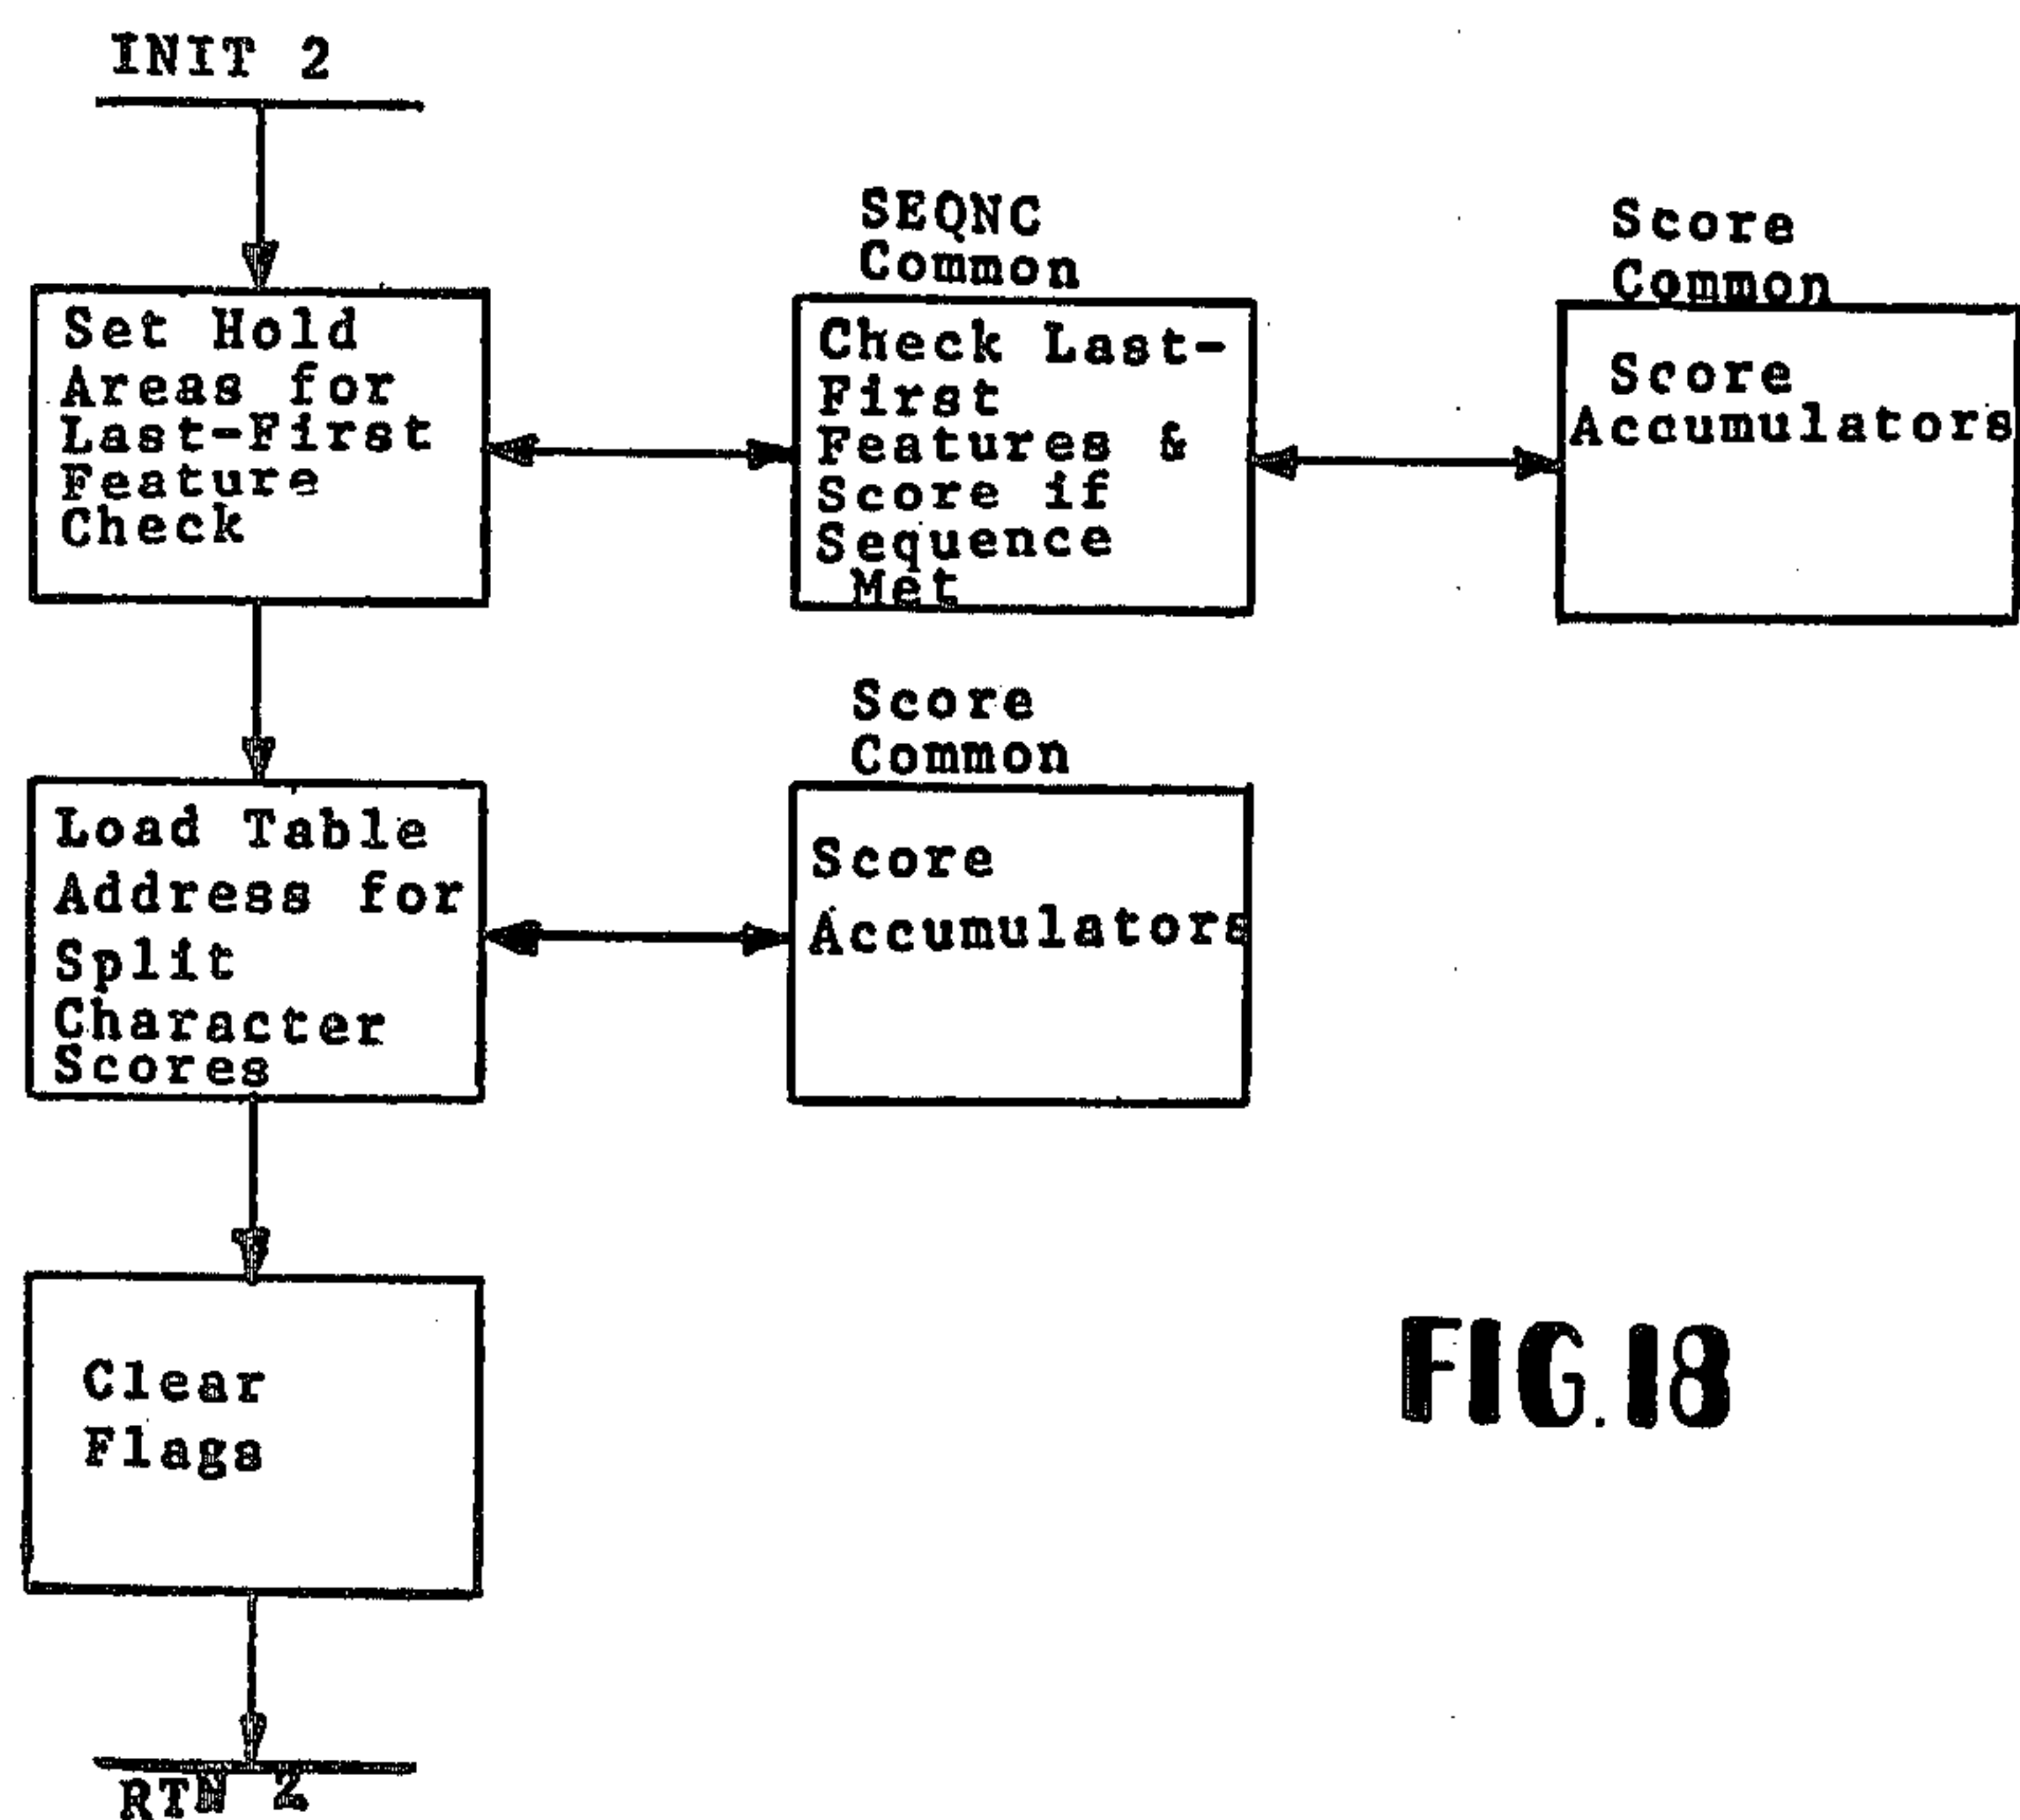 INIT 2
Set Hold
Areas for
Last-First
Feature
Check
SEQNC
Common
Check Last-
First
Features &
Score if
Sequence
Met
Score
Common
Score
Accumulators
Load Table
Address for
Split
Character
Scores
Score
Common
Score
Accumulators
Clear
Flags
RTN 2
FIG.18